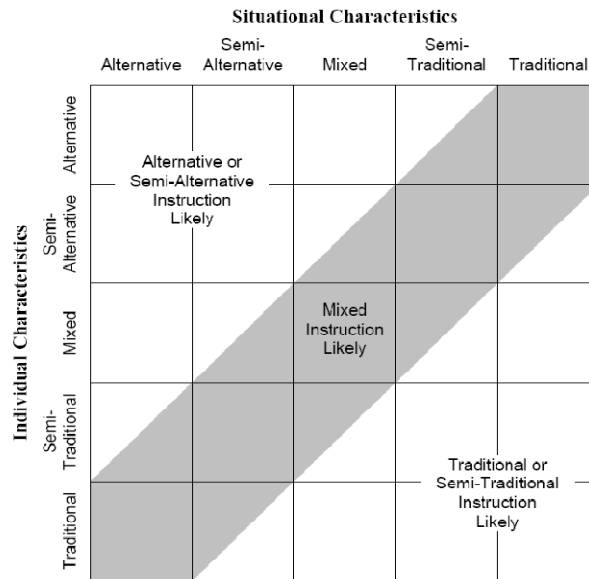 Situational Characteristics
Semi-
Semi-
Alternative
Alternative
Mixed
Traditional
Traditional
Individual Characteristics
Alternative
Semi-
Alternative
Mixed
Semi-
Traditional
Traditional
Alternative or
Semi-Alternative
Instruction
Likely
Mixed
Instruction
Likely
Traditional or
Semi-Traditional
Instruction
Likely